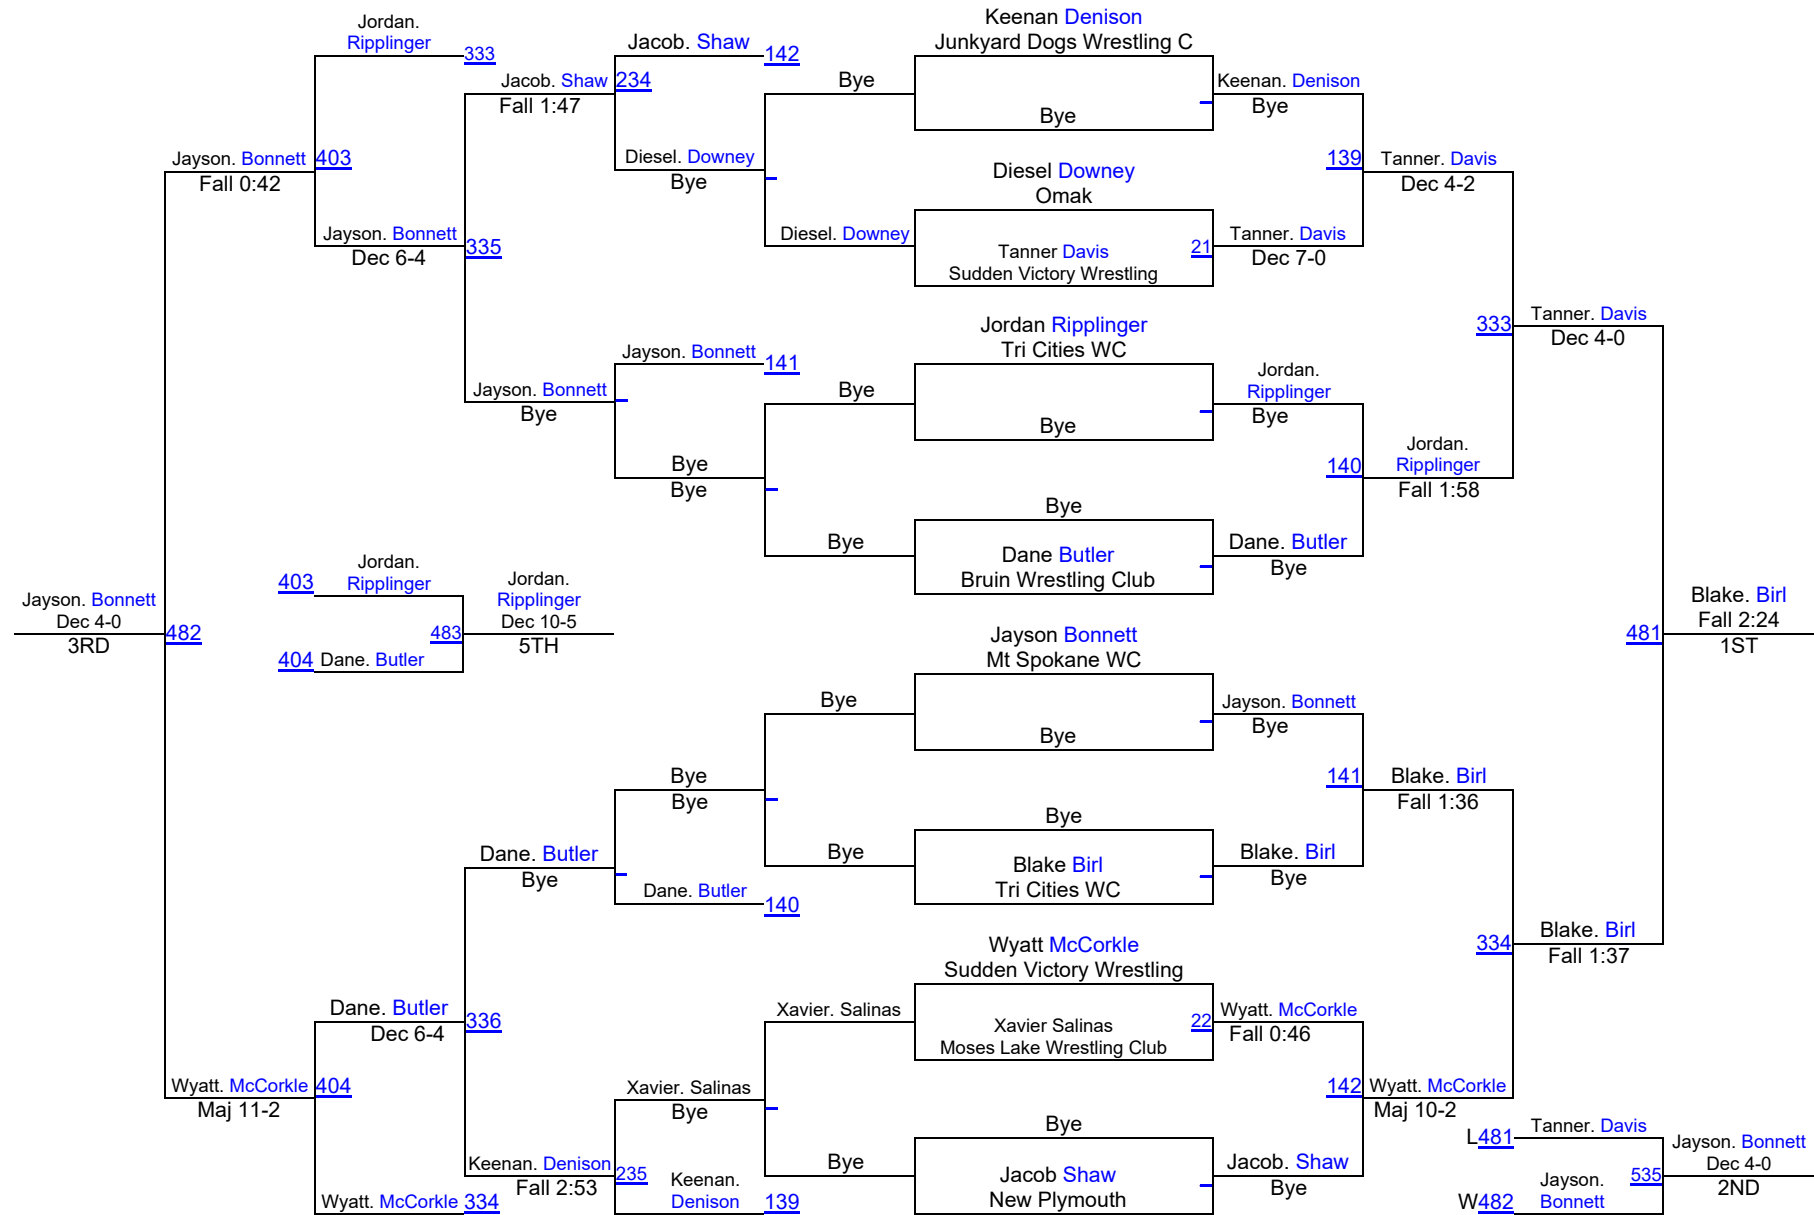 Jordan.
Ripplinger
333
Jacob. Shaw
142
Keenan Denison
Junkyard Dogs Wrestling C
Jacob. Shaw
234
Fall 1:47
Bye
Bye
Keenan. Denison
Bye
Jayson. Bonnett
403
Fall 0:42
Diesel. Downey
Bye
Diesel Downey
Omak
139
Tanner. Davis
Dec 4-2
Jayson. Bonnett
335
Dec 6-4
Diesel. Downey
Tanner Davis
Sudden Victory Wrestling
21
Tanner. Davis
Dec 7-0
Jordan Ripplinger
Tri Cities WC
333
Tanner. Davis
Dec 4-0
Jayson. Bonnett
141
Jayson. Bonnett
Bye
Bye
Bye
Jordan.
Ripplinger
Bye
Bye
Bye
140
Jordan.
Ripplinger
Fall 1:58
Bye
Bye
Dane Butler
Bruin Wrestling Club
Dane. Butler
Bye
403
Jordan.
Ripplinger
Jordan.
Ripplinger
Dec 10-5
5TH
483
404
Dane. Butler
Jayson. Bonnett
Dec 4-0
3RD
482
Blake. Birl
Fall 2:24
1ST
481
Jayson Bonnett
Mt Spokane WC
Bye
Bye
Jayson. Bonnett
Bye
Bye
Bye
141
Blake. Birl
Fall 1:36
Bye
Bye
Blake Birl
Tri Cities WC
Blake. Birl
Bye
Dane. Butler
Bye
Dane. Butler
140
334
Blake. Birl
Fall 1:37
Wyatt McCorkle
Sudden Victory Wrestling
Dane. Butler
336
Dec 6-4
Xavier. Salinas
Xavier Salinas
Moses Lake Wrestling Club
22
Wyatt. McCorkle
Fall 0:46
Wyatt. McCorkle
404
Maj 11-2
Xavier. Salinas
Bye
142
Wyatt. McCorkle
Maj 10-2
Bye
Keenan. Denison
235
Fall 2:53
Bye
Jacob Shaw
New Plymouth
Jacob. Shaw
Bye
Wyatt. McCorkle
334
Keenan.
Denison
139
L481
Tanner. Davis
W482
Jayson.
Bonnett
535
Jayson. Bonnett
Dec 4-0
2ND